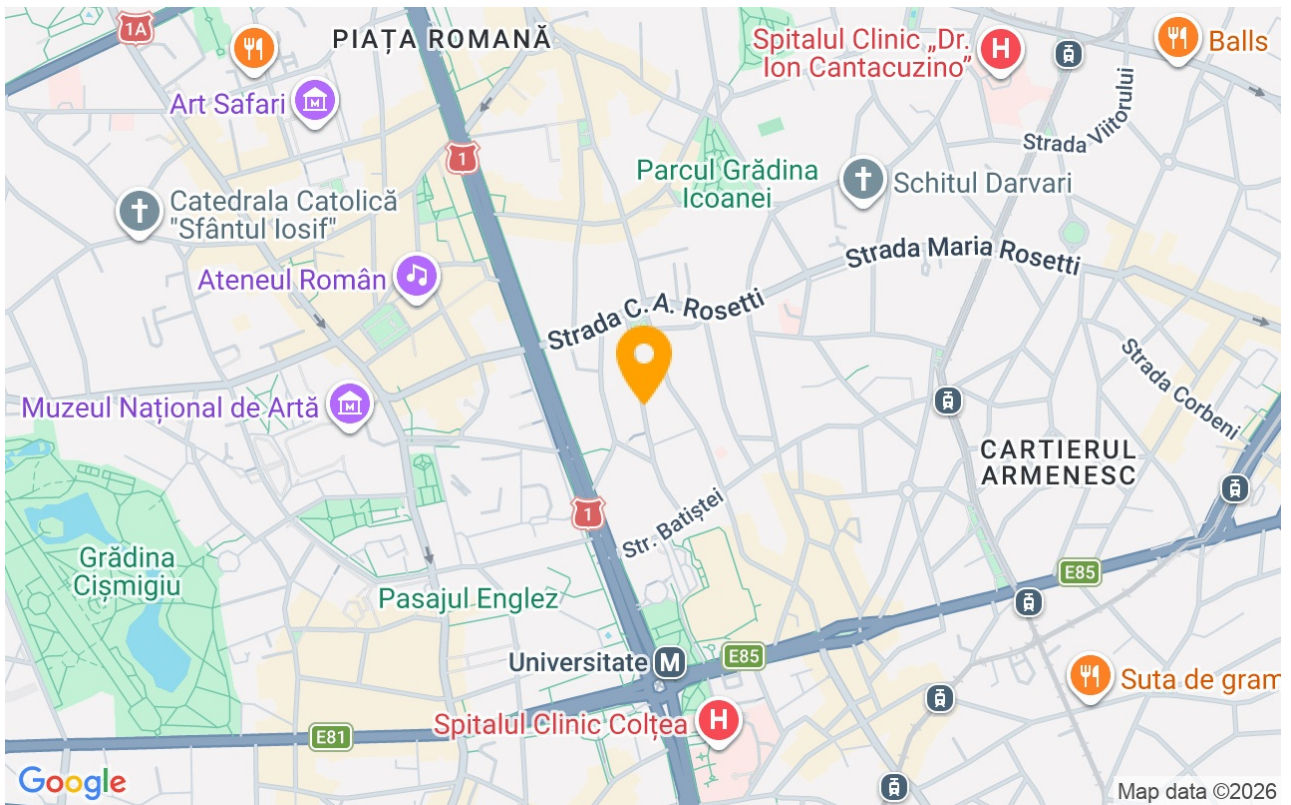 1A
PIAȚA ROMANĂ
Spitalul Clinic „Dr.
Ion Cantacuzino”
H
Balls
Art Safari
M
Strada Viitorului
1
Parcul Grădina
Icoanei
Schitul Darvari
Catedrala Catolică
"Sfântul Iosif"
Strada Maria Rosetti
Ateneul Român
Strada C. A. Rosetti
Strada Corbeni
Muzeul Național de Artă
M
CARTIERUL
ARMENESC
1
Str. Batiștei
Grădina
Cișmigiu
E85
Pasajul Englez
Universitate
M
E85
Suta de gram
Spitalul Clinic Colțea
H
E81
Google
Map data ©2026